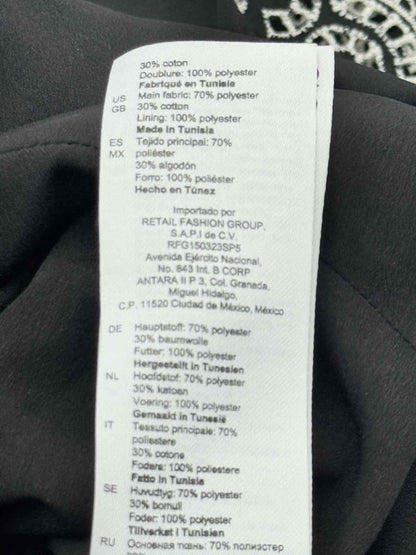 30% coton
Doublure: 100% polyester
Fabriqué en Tunisie
US Main fabric: 70% polyester
GB 30% cotton
Lining: 100% polyester
Made in Tunisia
ES Tejido principal: 70%
MX poliéster
30% algodón
Forro: 100% poliéster
Hecho en Túnez
Importado por
RETAIL FASHION GROUP,
S.A.P.I de C.V.
RFG150323SP5
Avenida Ejército Nacional,
No. 843 Int. B CORP
ANTARA II P 3, Col. Granada,
Miguel Hidalgo,
C.P. 11520 Ciudad de México, México
DE Hauptstoff: 70% polyester
30% baumwolle
Futter: 100% polyester
Hergestellt in Tunesien
NL Hoofdstof: 70% polyester
30% katoen
Voering: 100% polyester
Gemaakt in Tunesië
IT Tessuto principale: 70%
poliestere
30% cotone
Fodera: 100% poliestere
Fatto in Tunisia
SE Huvudtyg: 70% polyester
30% bomull
Foder: 100% polyester
Tillverkat i Tunisien
RU Основная ткань: 70% полиэстер